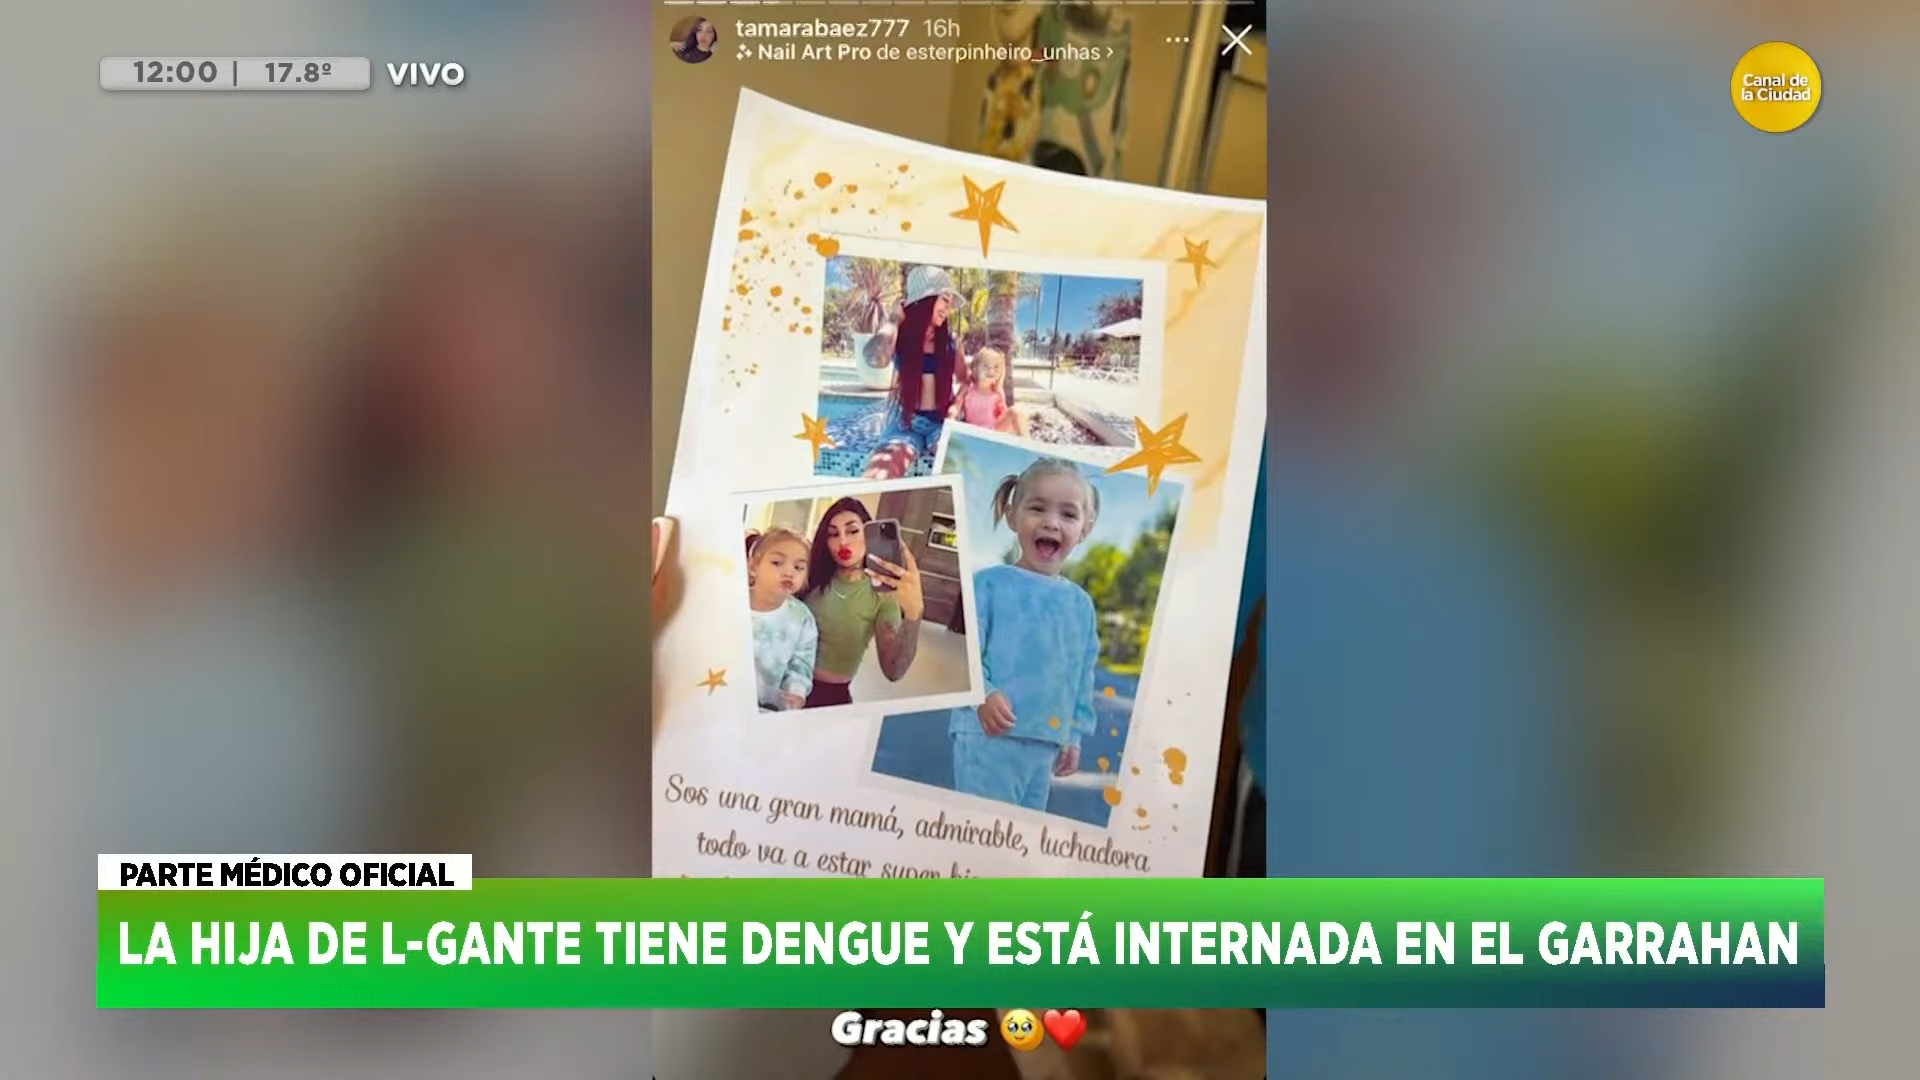 tamarabaez777 16h
Nail Art Pro de esterpinheiro_unhas >
12:00 | 17.8º VIVO
Canal de
la Ciudad
Sos una gran mamá, admirable, luchadora
todo va a estar super
PARTE MÉDICO OFICIAL
LA HIJA DE L-GANTE TIENE DENGUE Y ESTÁ INTERNADA EN EL GARRAHAN
Gracias 🥹❤️